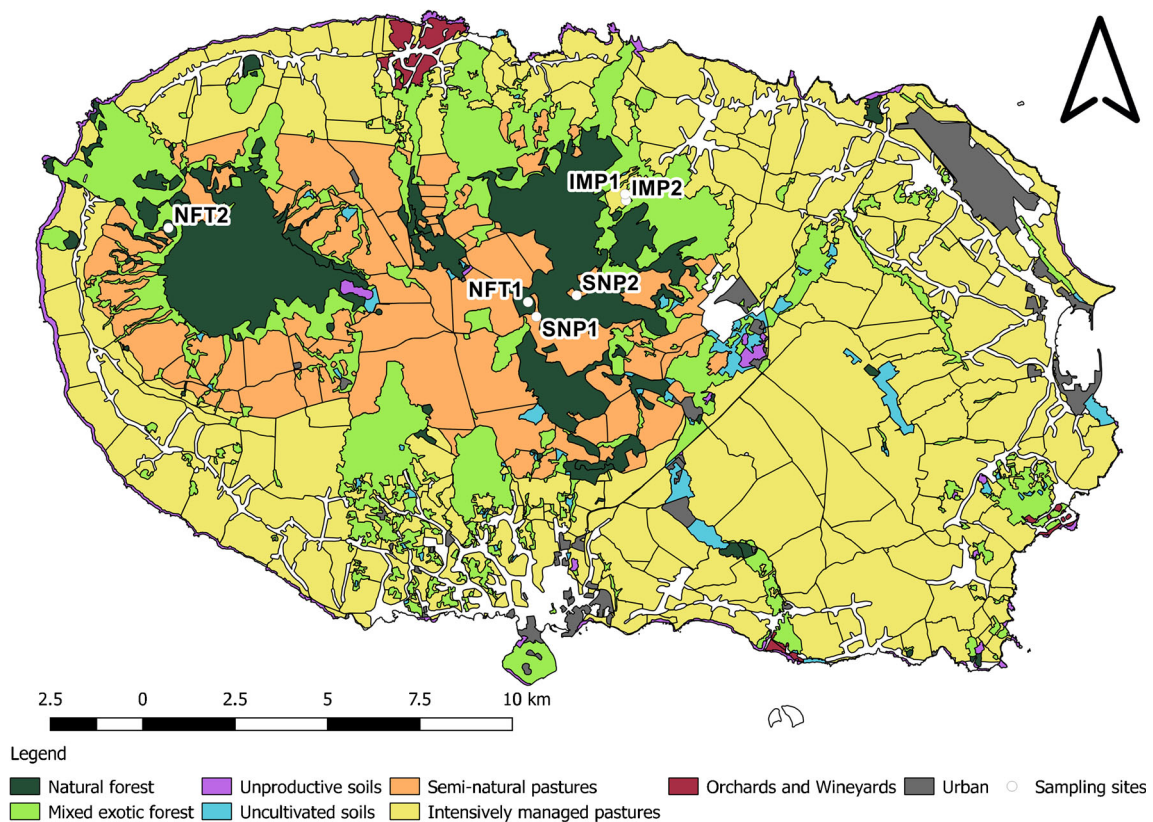 IMP1 IMP2
NFT2
NFT1 SNP2
SNP1
2.5 0 2.5 5 7.5 10 km
Legend
Natural forest Unproductive soils Semi-natural pastures Orchards and Wineyards Urban Sampling sites
Mixed exotic forest Uncultivated soils Intensively managed pastures